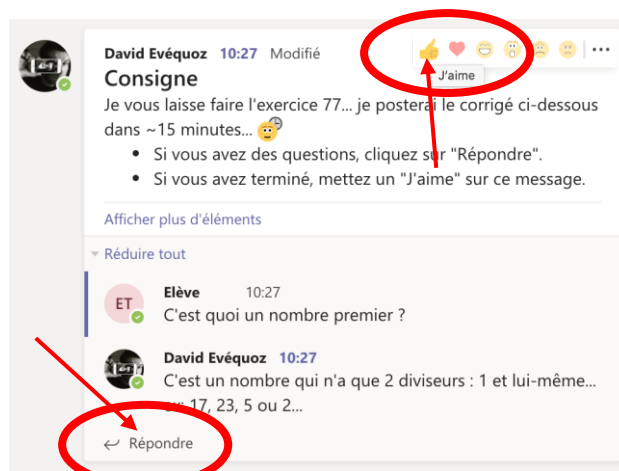 David Evéquoz 10:27 Modifié
J'aime
Consigne
Je vous laisse faire l'exercice 77... je posterai le corrigé ci-dessous
dans ~15 minutes...
• Si vous avez des questions, cliquez sur "Répondre".
• Si vous avez terminé, mettez un "J'aime" sur ce message.
Afficher plus d'éléments
Réduire tout
ET
Elève 10:27
C'est quoi un nombre premier ?
David Evéquoz 10:27
C'est un nombre qui n'a que 2 diviseurs : 1 et lui-même...
17, 23, 5 ou 2...
Répondre